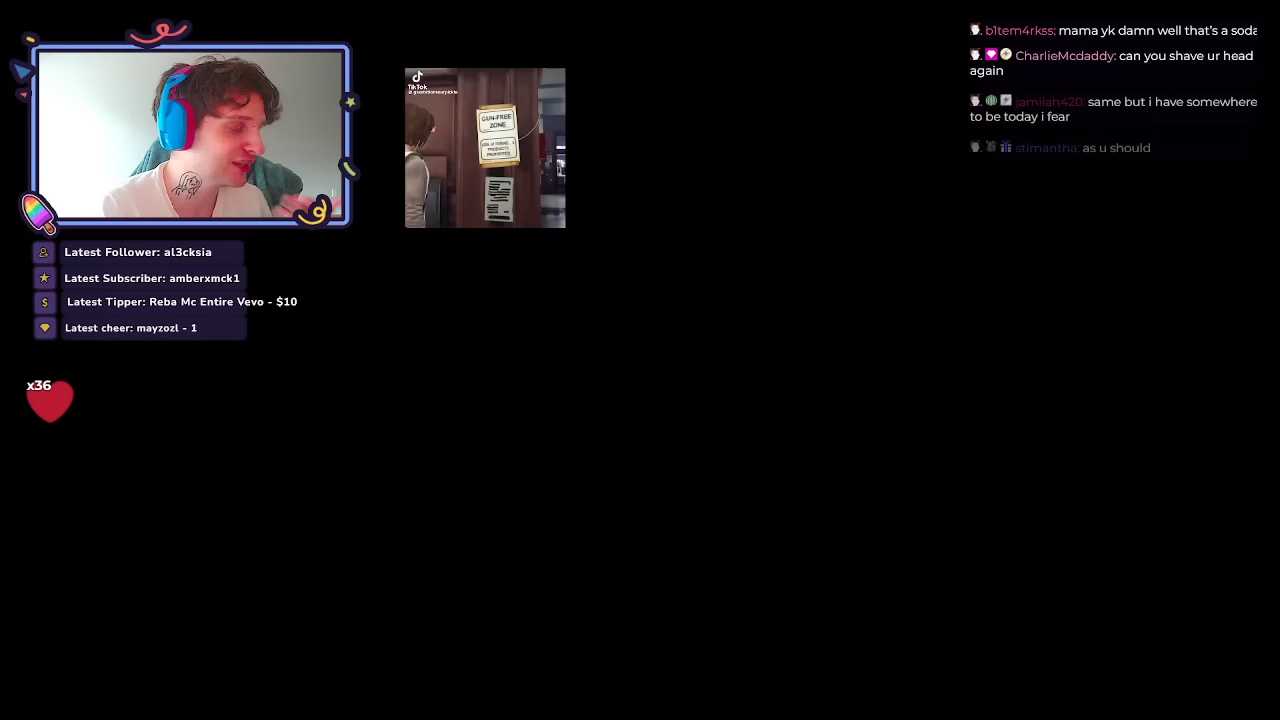 b1tem4rkss: mama yk damn well that's a soda
CharlieMcdaddy: can you shave ur head
again
jamilah420: same but i have somewhere
to be today i fear
stimantha: as u should
TikTok
GUN-FREE
ZONE
PRODUCTS
PROHIBITED
Latest Follower: al3cksia
Latest Subscriber: amberxmck1
Latest Tipper: Reba Mc Entire Vevo - $10
Latest cheer: mayzozl - 1
x36